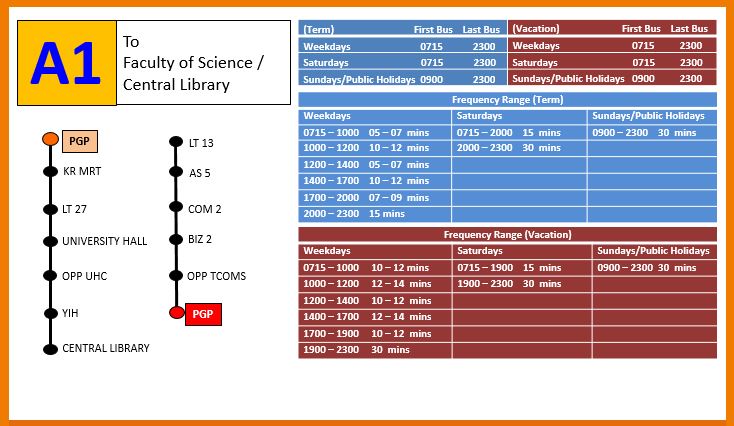 A1
To
Faculty of Science /
Central Library
PGP
KR MRT
LT 27
UNIVERSITY HALL
OPP UHC
YIH
CENTRAL LIBRARY
LT 13
AS 5
COM 2
BIZ 2
OPP TCOMS
PGP
(Term) First Bus Last Bus
Weekdays 0715 2300
Saturdays 0715 2300
Sundays/Public Holidays 0900 2300
(Vacation) First Bus Last Bus
Weekdays 0715 2300
Saturdays 0715 2300
Sundays/Public Holidays 0900 2300
Frequency Range (Term)
Weekdays Saturdays Sundays/Public Holidays
0715 – 1000 05 – 07 mins 0715 – 2000 15 mins 0900 – 2300 30 mins
1000 – 1200 10 – 12 mins 2000 – 2300 30 mins
1200 – 1400 05 – 07 mins
1400 – 1700 10 – 12 mins
1700 – 2000 07 – 09 mins
2000 – 2300 15 mins
Frequency Range (Vacation)
Weekdays Saturdays Sundays/Public Holidays
0715 – 1000 10 – 12 mins 0715 – 1900 15 mins 0900 – 2300 30 mins
1000 – 1200 12 – 14 mins 1900 – 2300 30 mins
1200 – 1400 10 – 12 mins
1400 – 1700 12 – 14 mins
1700 – 1900 10 – 12 mins
1900 – 2300 30 mins